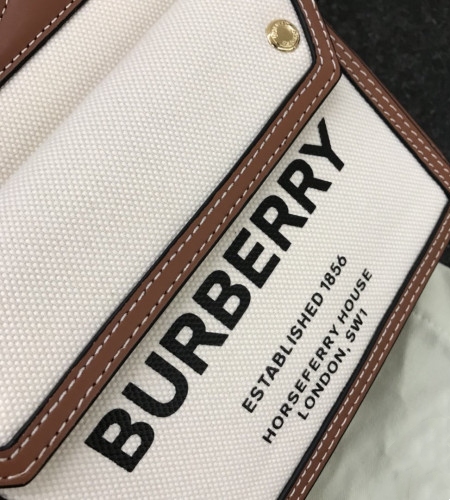 BURBERRY
ESTABLISHED 1856
HORSEFERRY HOUSE
LONDON, SW1